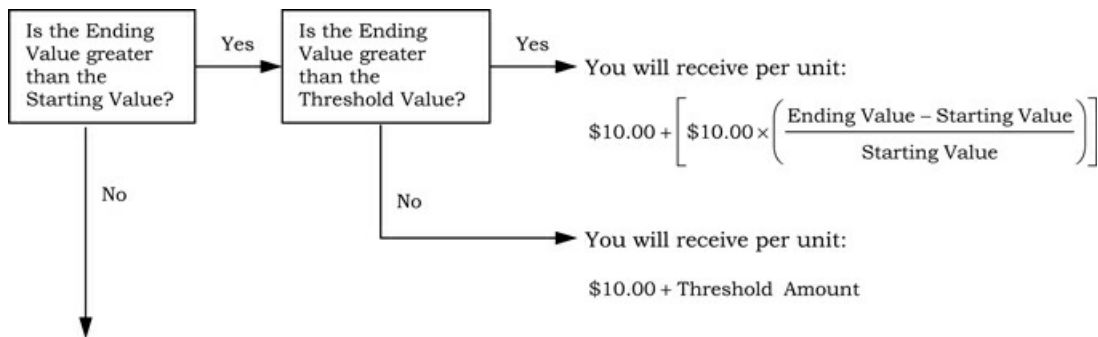 Is the Ending
Value greater
than the
Starting Value?
Yes
Is the Ending
Value greater
than the
Threshold Value?
Yes
You will receive per unit:
$10.00 + [ $10.00 × ( Ending Value – Starting Value
Starting Value ) ]
No
No
You will receive per unit:
$10.00 + Threshold Amount